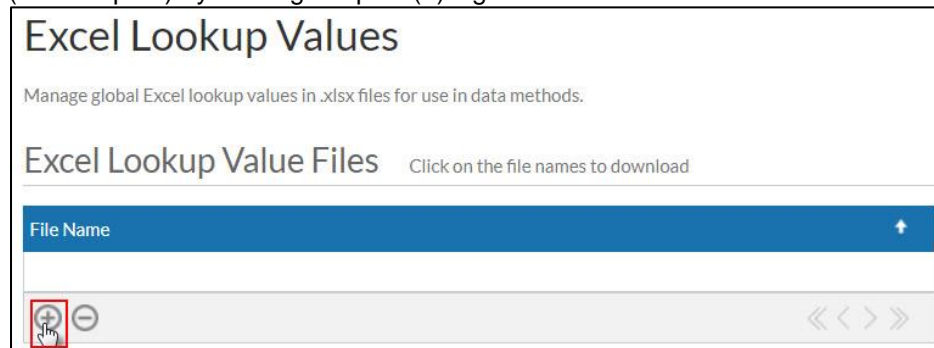 Excel Lookup Values
Manage global Excel lookup values in .xlsx files for use in data methods.
Excel Lookup Value Files Click on the file names to download
File Name